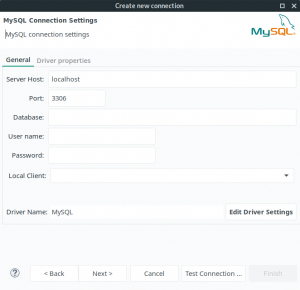 Create new connection
MySQL Connection Settings
MySQL connection settings
MySQL
General Driver properties
Server Host: localhost
Port: 3306
Database:
User name:
Password:
Local Client:
Driver Name: MySQL Edit Driver Settings
? < Back Next > Cancel Test Connection ... Finish